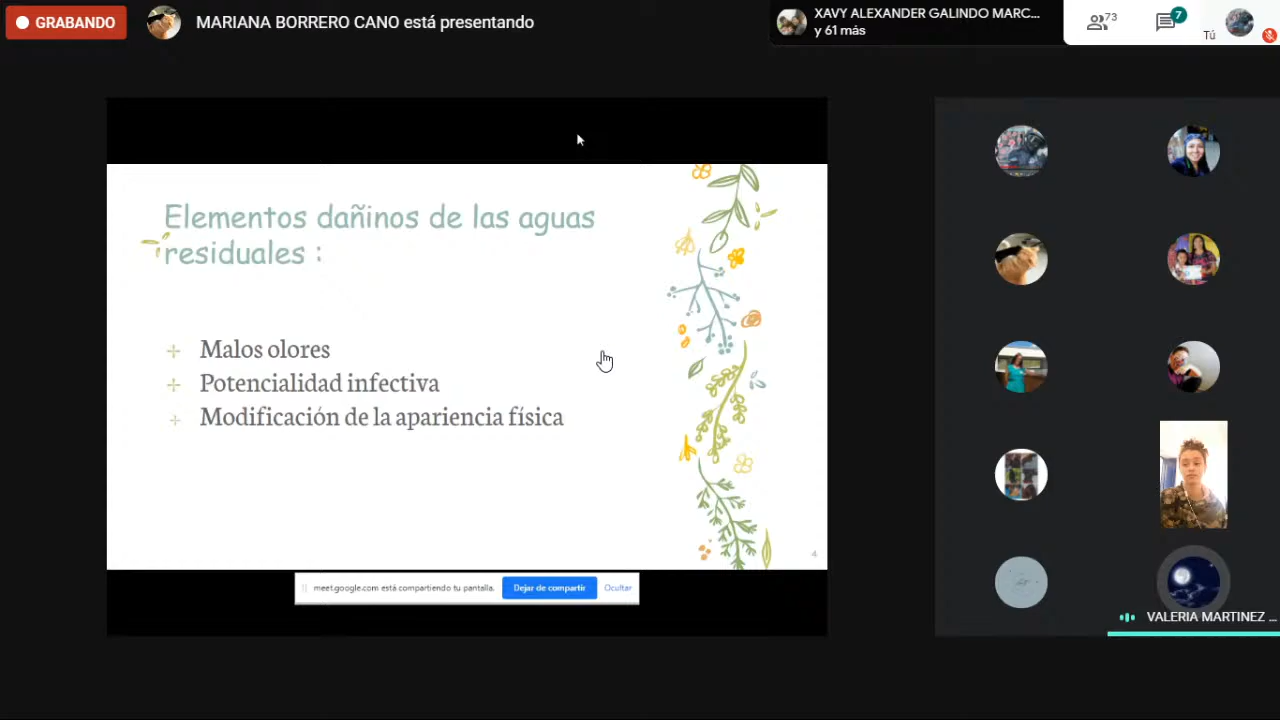 GRABANDO
MARIANA BORRERO CANO está presentando
XAVY ALEXANDER GALINDO MARC...
y 61 más
73
7
Tú
Elementos dañinos de las aguas
residuales :
Malos olores
Potencialidad infectiva
Modificación de la apariencia física
4
meet.google.com está compartiendo tu pantalla.
Dejar de compartir
Ocultar
VALERIA MARTINEZ ...